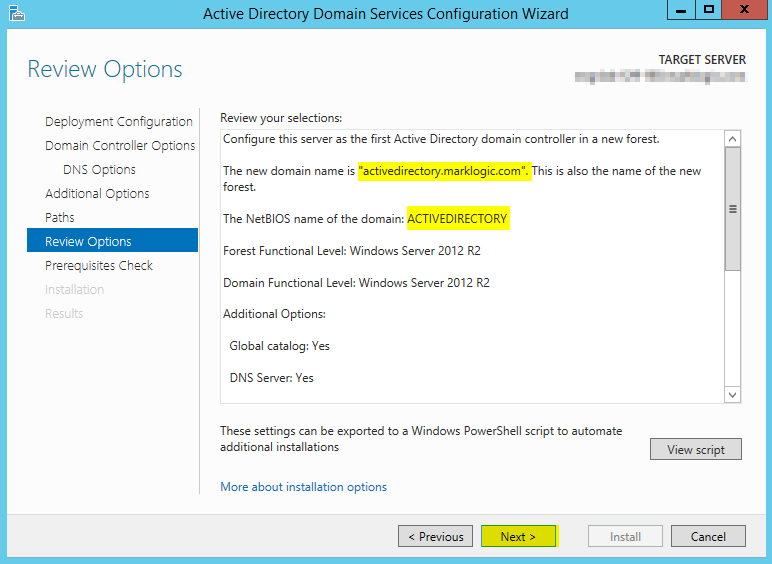 Active Directory Domain Services Configuration Wizard
Review Options
TARGET SERVER
Deployment Configuration
Domain Controller Options
DNS Options
Additional Options
Paths
Review Options
Prerequisites Check
Installation
Results
Review your selections:
Configure this server as the first Active Directory domain controller in a new forest.
The new domain name is "activedirectory.marklogic.com". This is also the name of the new
forest.
The NetBIOS name of the domain: ACTIVEDIRECTORY
Forest Functional Level: Windows Server 2012 R2
Domain Functional Level: Windows Server 2012 R2
Additional Options:
Global catalog: Yes
DNS Server: Yes
These settings can be exported to a Windows PowerShell script to automate
additional installations
View script
More about installation options
< Previous
Next >
Install
Cancel